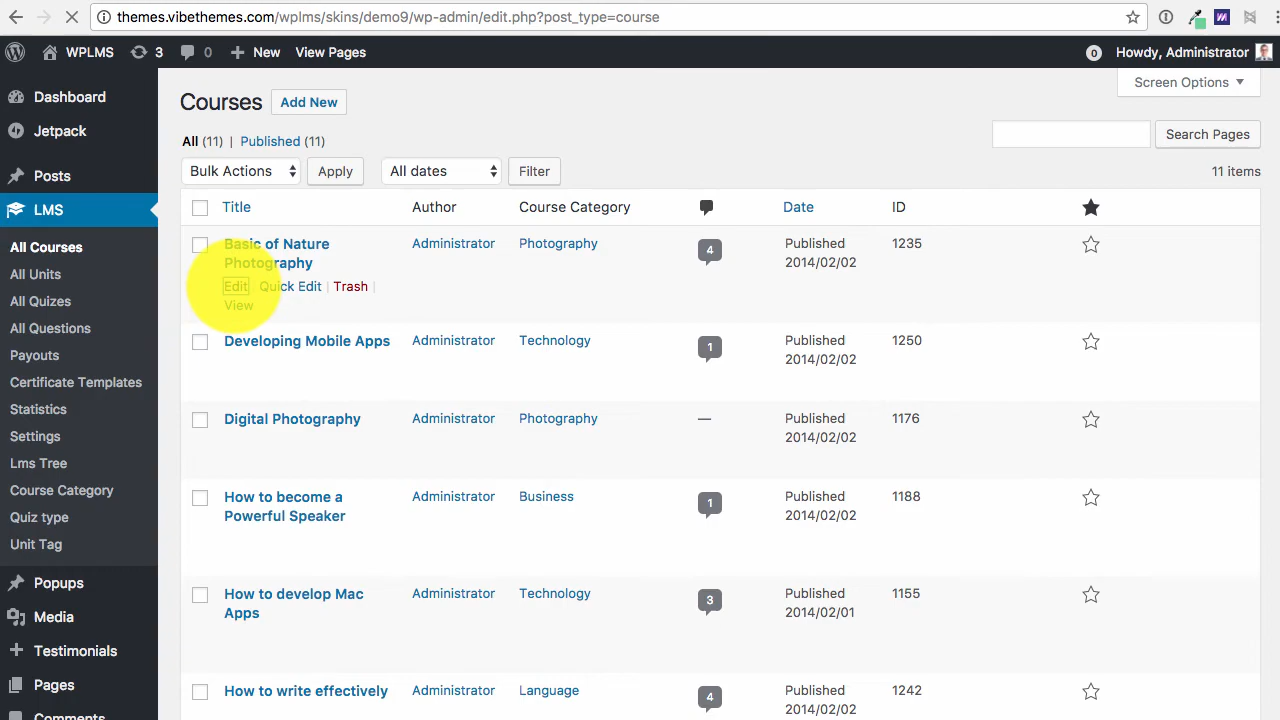 themes.vibethemes.com/wplms/skins/demo9/wp-admin/edit.php?post_type=course
WPLMS 3 0 New View Pages 0 Howdy, Administrator
Screen Options
Dashboard
Jetpack
Posts
LMS
All Courses
All Units
All Quizes
All Questions
Payouts
Certificate Templates
Statistics
Settings
Lms Tree
Course Category
Quiz type
Unit Tag
Popups
Media
Testimonials
Pages
Comments
Courses Add New
All (11) | Published (11)
Search Pages
Bulk Actions Apply All dates Filter 11 items
Title Author Course Category Date ID
Basic of Nature Administrator Photography 4 Published 1235
Photography 2014/02/02
Edit | Quick Edit | Trash |
View
Developing Mobile Apps Administrator Technology 1 Published 1250
2014/02/02
Digital Photography Administrator Photography — Published 1176
2014/02/02
How to become a Administrator Business 1 Published 1188
Powerful Speaker 2014/02/02
How to develop Mac Administrator Technology 3 Published 1155
Apps 2014/02/01
How to write effectively Administrator Language 4 Published 1242
2014/02/02